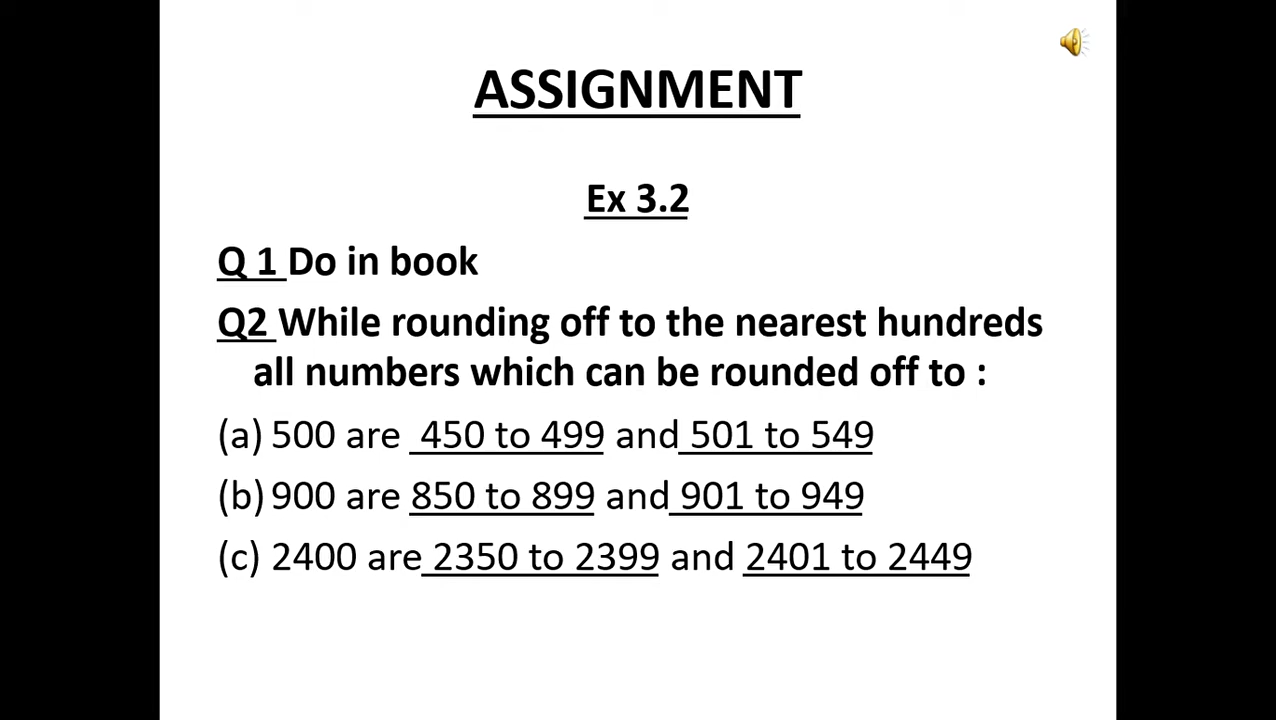 ASSIGNMENT
Ex 3.2
Q 1 Do in book
Q2 While rounding off to the nearest hundreds
all numbers which can be rounded off to :
(a) 500 are 450 to 499 and 501 to 549
(b) 900 are 850 to 899 and 901 to 949
(c) 2400 are 2350 to 2399 and 2401 to 2449